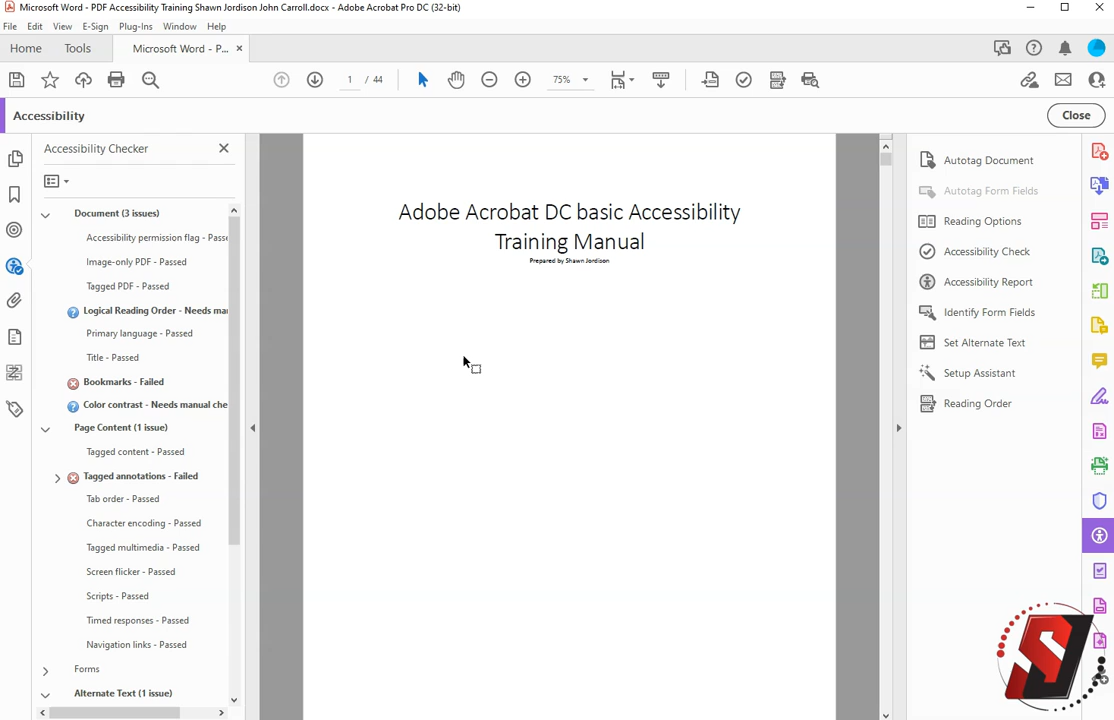 Microsoft Word - PDF Accessibility Training Shawn Jordison John Carroll.docx - Adobe Acrobat Pro DC (32-bit)
File Edit View E-Sign Plug-Ins Window Help
Home Tools Microsoft Word - P... ×
1 / 44 75%
Accessibility Close
Accessibility Checker
Document (3 issues)
Accessibility permission flag - Passe
Image-only PDF - Passed
Tagged PDF - Passed
Logical Reading Order - Needs ma
Primary language - Passed
Title - Passed
Bookmarks - Failed
Color contrast - Needs manual che
Page Content (1 issue)
Tagged content - Passed
Tagged annotations - Failed
Tab order - Passed
Character encoding - Passed
Tagged multimedia - Passed
Screen flicker - Passed
Scripts - Passed
Timed responses - Passed
Navigation links - Passed
Forms
Alternate Text (1 issue)
Adobe Acrobat DC basic Accessibility
Training Manual
Prepared by Shawn Jordison
Autotag Document
Autotag Form Fields
Reading Options
Accessibility Check
Accessibility Report
Identify Form Fields
Set Alternate Text
Setup Assistant
Reading Order
SJ